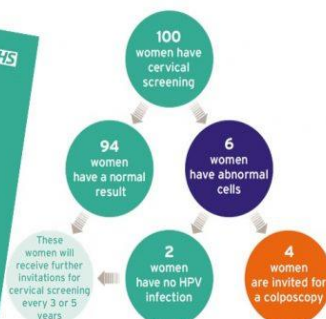 HS
100
women have
cervical
screening
94
women
have a normal
result
6
women
have abnormal
cells
These
women will
receive further
invitations for
cervical screening
every 3 or 5
years
2
women
have no HPV
infection
4
women
are invited for
a colposcopy